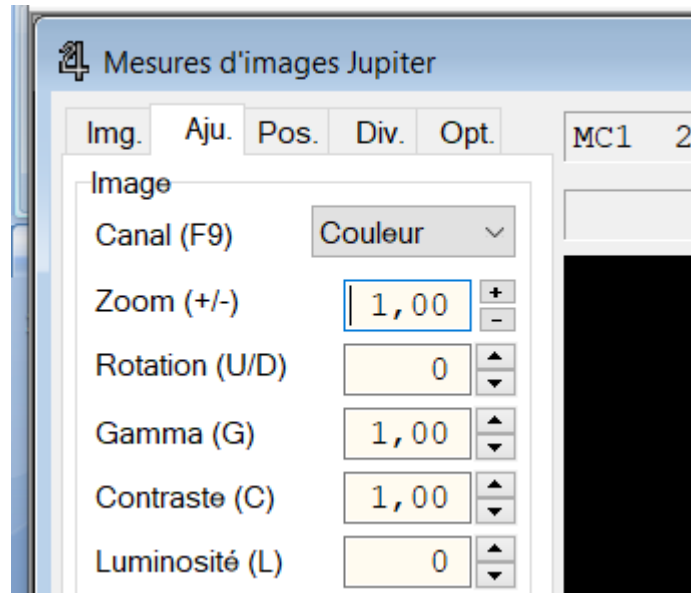 Mesures d'images Jupiter
Img. Aju. Pos. Div. Opt.
MC1 2
Image
Canal (F9) Couleur
Zoom (+/-) 1,00 + -
Rotation (U/D) 0
Gamma (G) 1,00
Contraste (C) 1,00
Luminosité (L) 0